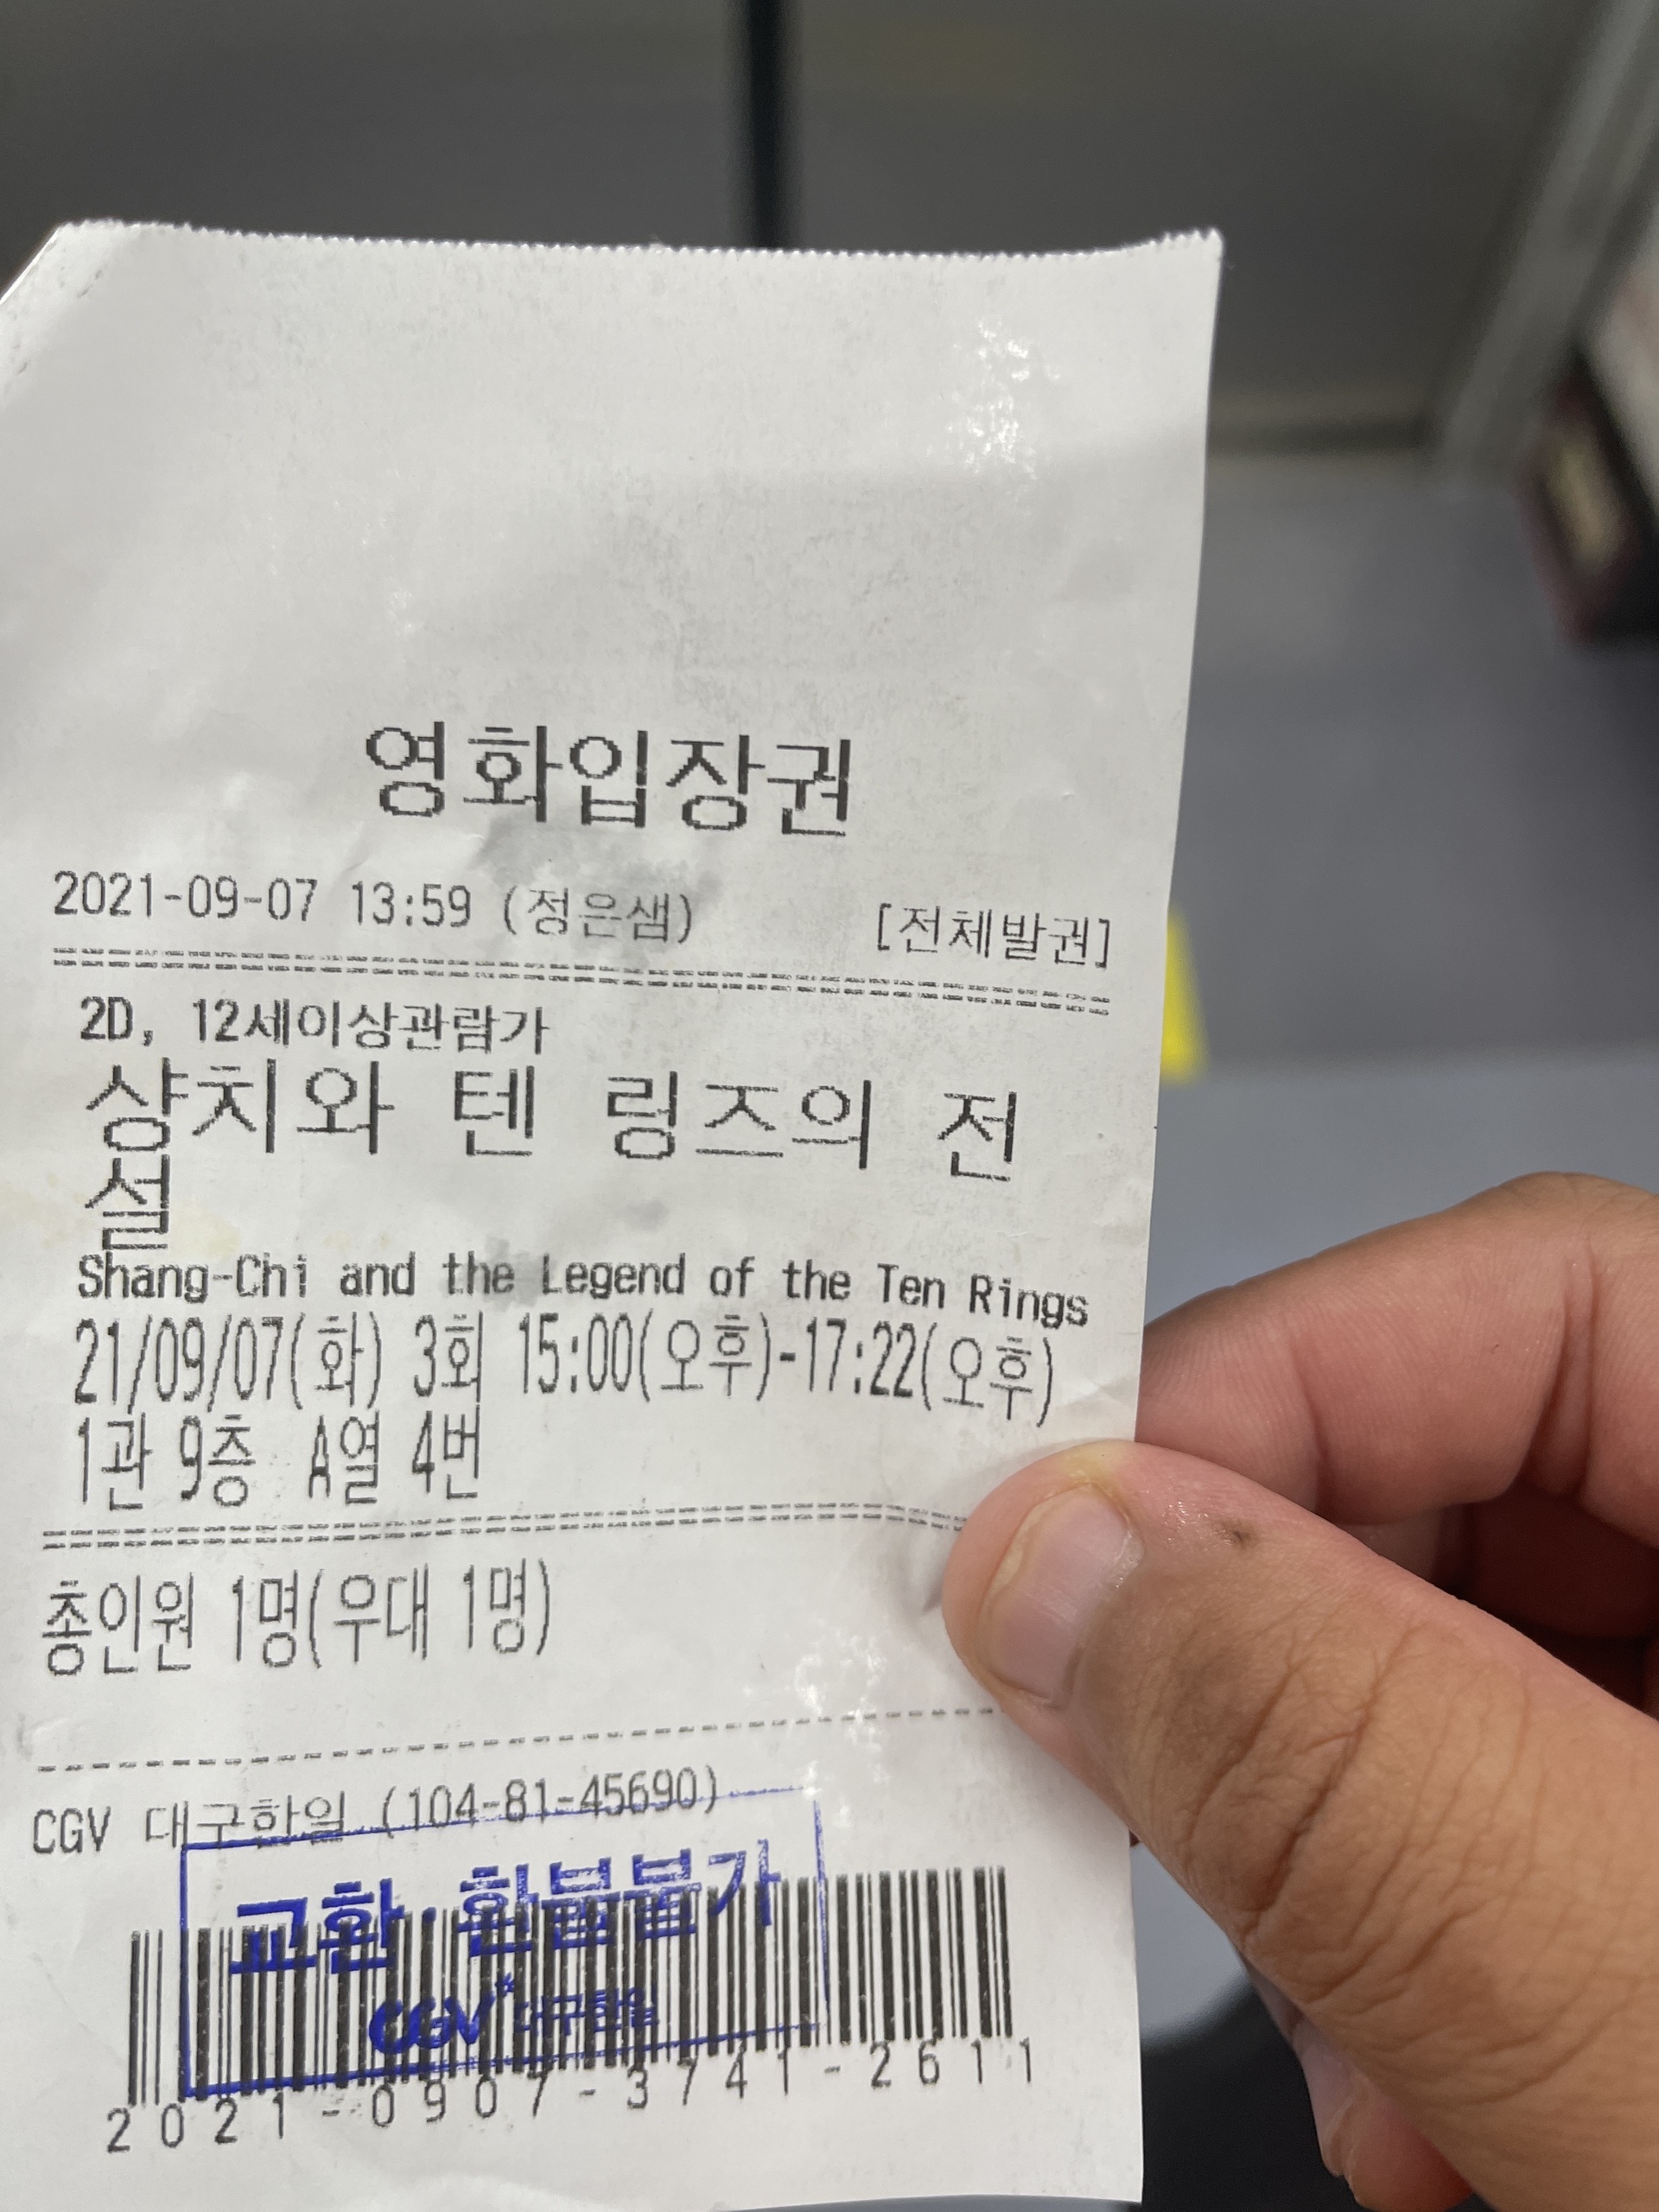 영화입장권
2021-09-07 13:59 (정은샘) [전체발권]
2D, 12세이상관람가
샹치와 텐 링즈의 전
설
Shang-Chi and the Legend of the Ten Rings
21/09/07(화) 3회 15:00(오후)-17:22(오후)
1관 9층 A열 4번
총인원 1명(우대 1명)
CGV 대구한일 (104-81-45690)
교환·환불불가
CGV 대구한일
2021-0907-3741-2611